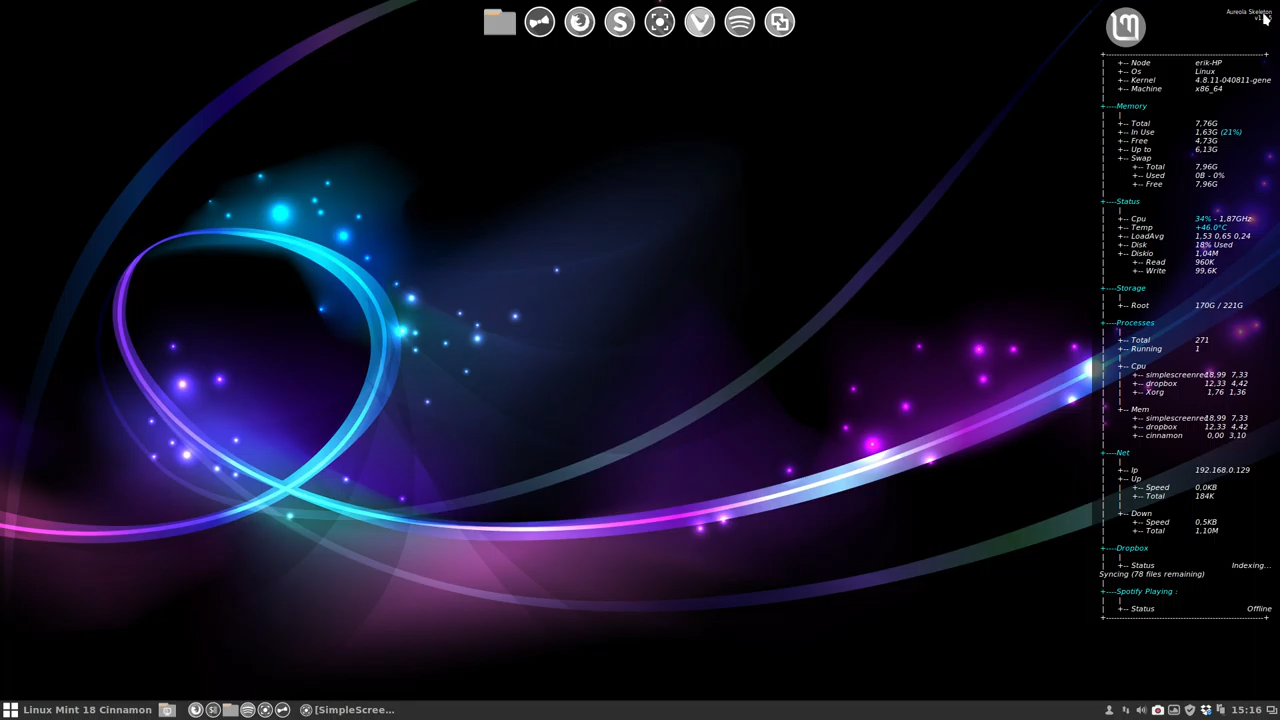 Aureola Skeleton
+-- Node erik-HP
+-- Os Linux
+-- Kernel 4.8.11-040811-gene
+-- Machine x86_64
+----Memory
+-- Total 7,76G
+-- In Use 1,63G (21%)
+-- Free 4,73G
+-- Up to 6,13G
+-- Swap
+-- Total 7,96G
+-- Used 0B - 0%
+-- Free 7,96G
+----Status
+-- Cpu 34% - 1,87GHz
+-- Temp +46.0°C
+-- LoadAvg 1,53 0,65 0,24
+-- Disk 18% Used
+-- Diskio 1,04M
+-- Read 960K
+-- Write 99,6K
+----Storage
+-- Root 170G / 221G
+----Processes
+-- Total 271
+-- Running 1
+-- Cpu
+-- simplescreenrec 18,99 7,33
+-- dropbox 12,33 4,42
+-- Xorg 1,76 1,36
+-- Mem
+-- simplescreenrec 18,99 7,33
+-- dropbox 12,33 4,42
+-- cinnamon 0,00 3,10
+----Net
+-- Ip 192.168.0.129
+-- Up
+-- Speed 0,0KB
+-- Total 184K
+-- Down
+-- Speed 0,5KB
+-- Total 1,10M
+----Dropbox
+-- Status Indexing...
Syncing (78 files remaining)
+----Spotify Playing :
+-- Status Offline
Linux Mint 18 Cinnamon [SimpleScree... 15:16